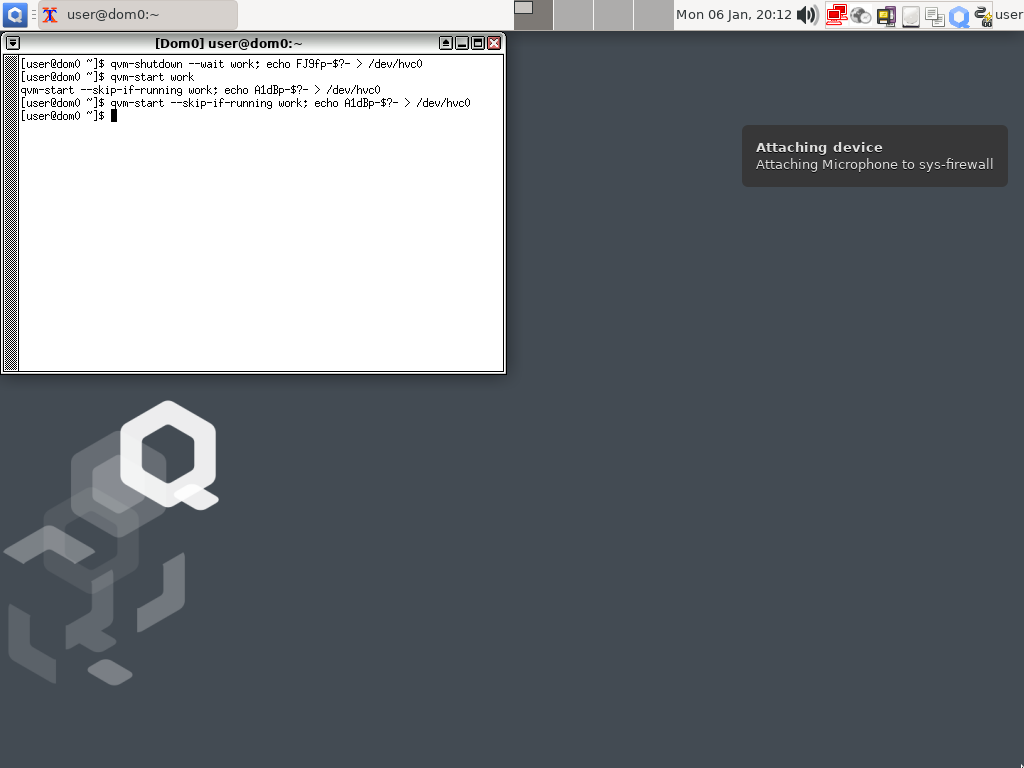 user@dom0:~
Mon 06 Jan, 20:12
user
[Dom0] user@dom0:~
[user@dom0 ~]$ qvm-shutdown --wait work; echo FJ9fp-$?- > /dev/hvc0
[user@dom0 ~]$ qvm-start work
qvm-start --skip-if-running work; echo A1dBp-$?- > /dev/hvc0
[user@dom0 ~]$ qvm-start --skip-if-running work; echo A1dBp-$?- > /dev/hvc0
[user@dom0 ~]$
Attaching device
Attaching Microphone to sys-firewall